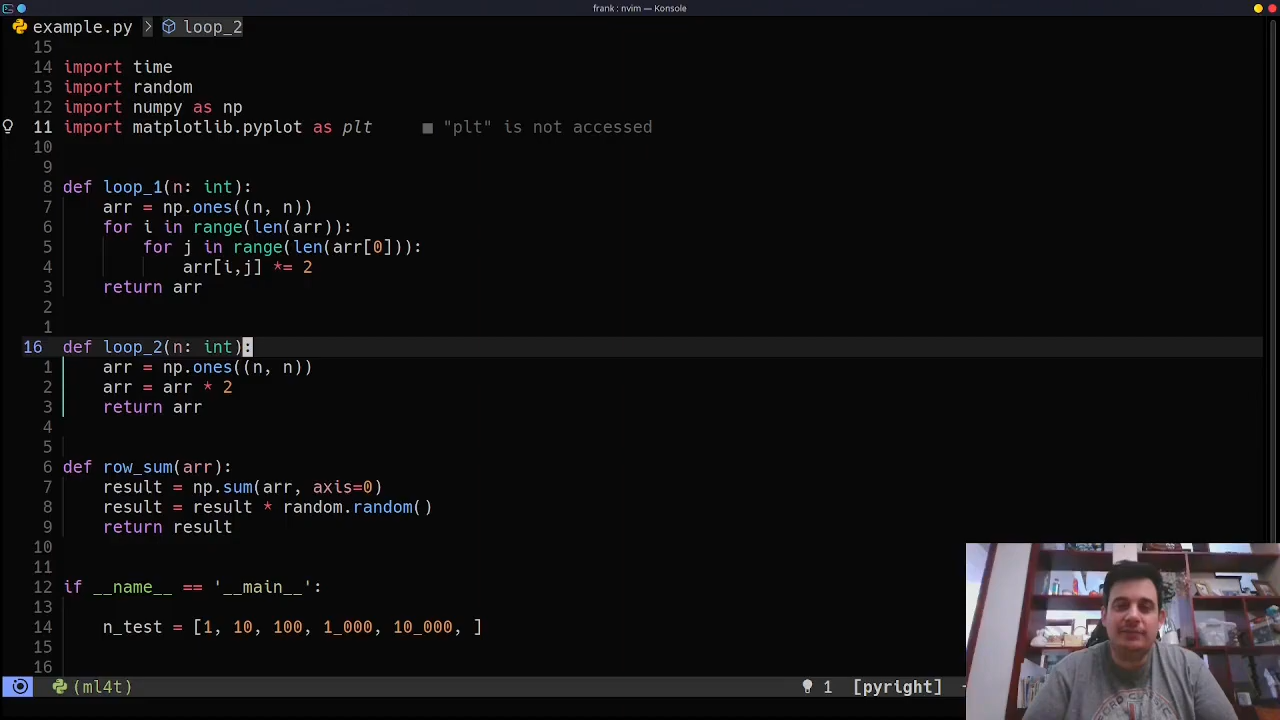 frank : nvim — Konsole
example.py > loop_2
15
14 import time
13 import random
12 import numpy as np
11 import matplotlib.pyplot as plt ■ "plt" is not accessed
10
9
8 def loop_1(n: int):
7 arr = np.ones((n, n))
6 for i in range(len(arr)):
5 for j in range(len(arr[0])):
4 arr[i,j] *= 2
3 return arr
2
1
16 def loop_2(n: int):
1 arr = np.ones((n, n))
2 arr = arr * 2
3 return arr
4
5
6 def row_sum(arr):
7 result = np.sum(arr, axis=0)
8 result = result * random.random()
9 return result
10
11
12 if __name__ == '__main__':
13
14 n_test = [1, 10, 100, 1_000, 10_000, ]
15
16
(ml4t) 1 [pyright]